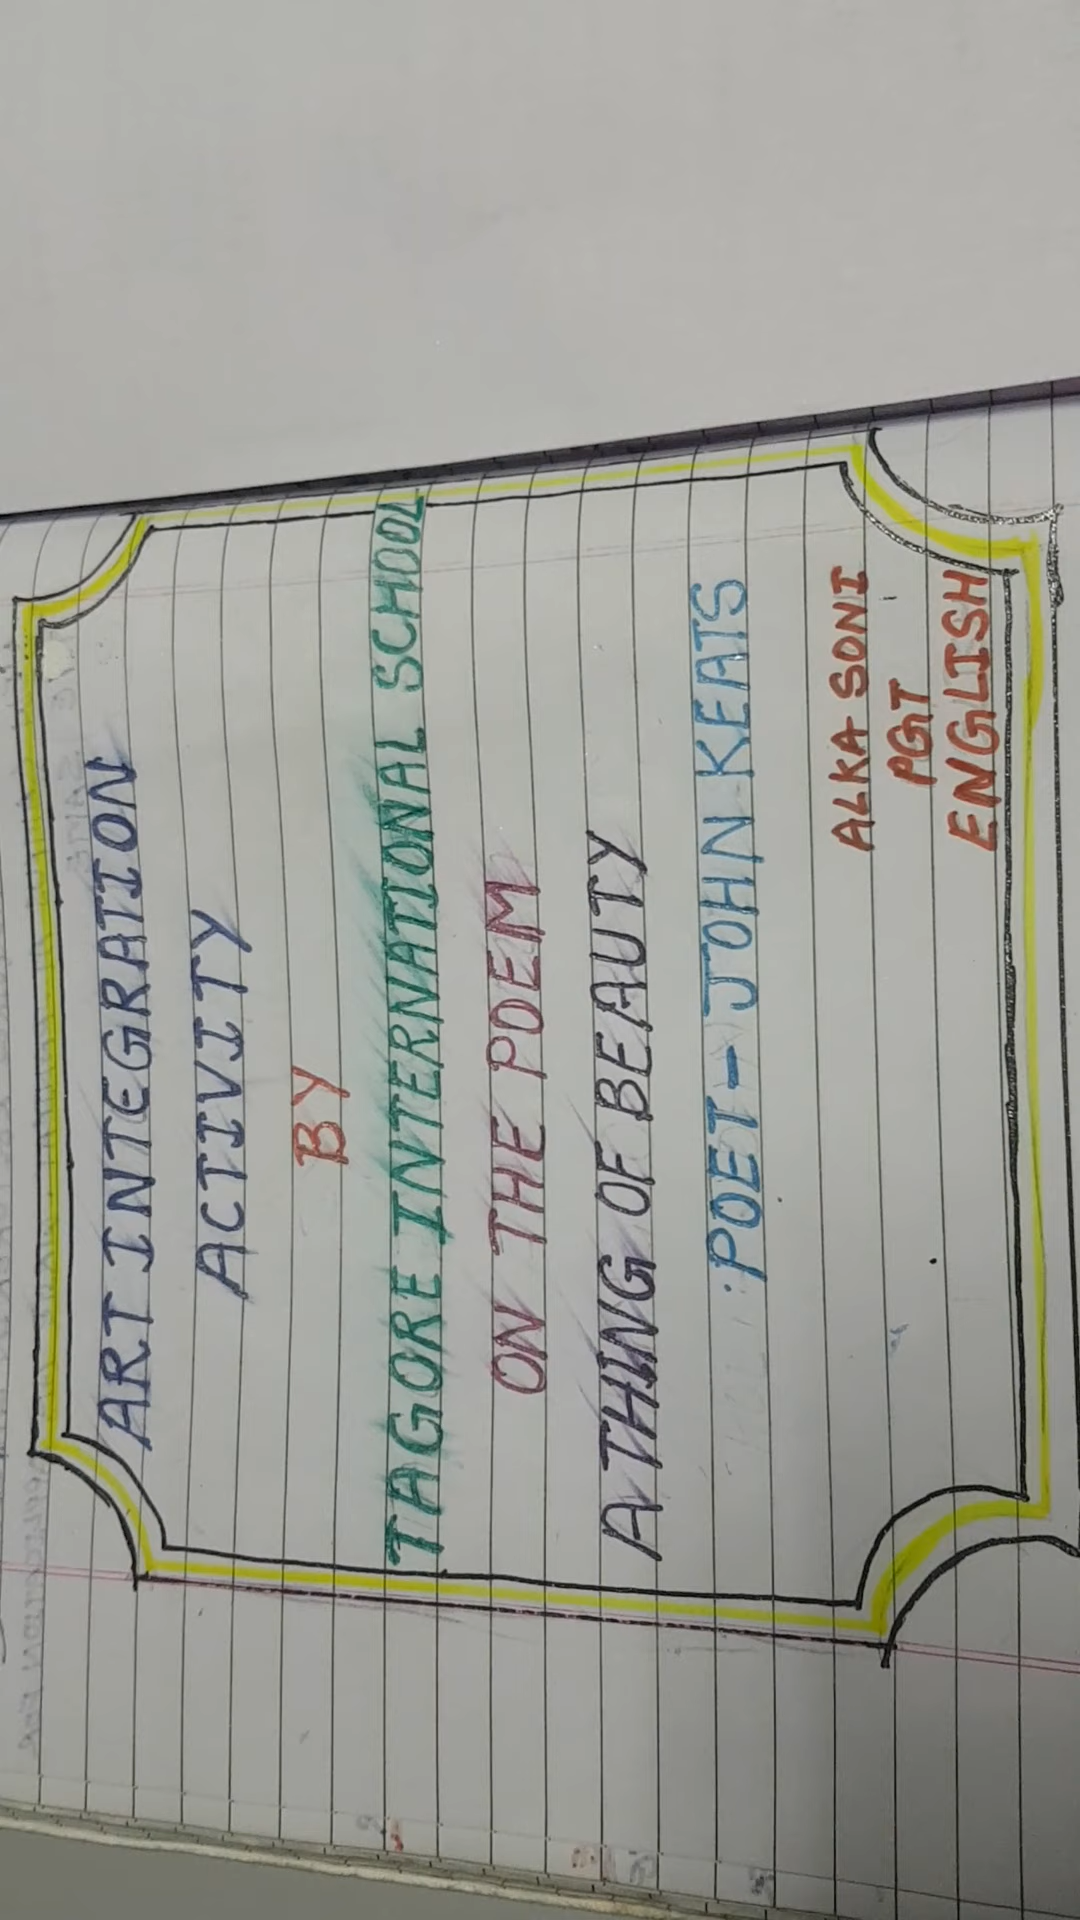 ART INTEGRATION
ACTIVITY
BY
TAGORE INTERNATIONAL SCHOOL
ON THE POEM
A THING OF BEAUTY
POET - JOHN KEATS
ALKA SONI
PGT
ENGLISH